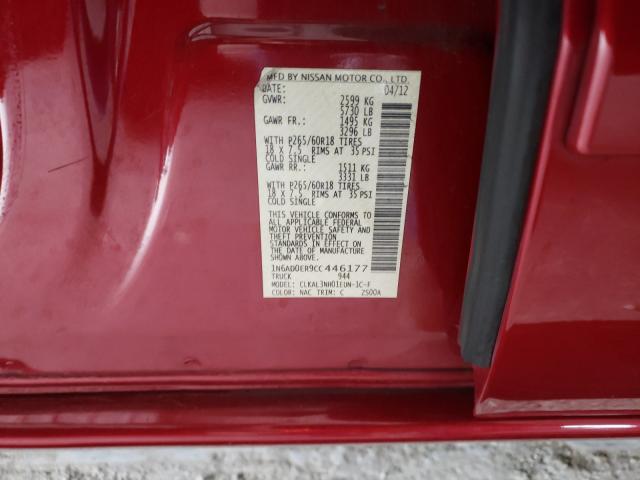 MFD BY NISSAN MOTOR CO., LTD.
DATE: 04/12
GVWR: 2599 KG
5730 LB
GAWR FR.: 1495 KG
3296 LB
WITH P265/60R18 TIRES
18 X 7.5 RIMS AT 35 PSI
COLD SINGLE
GAWR RR.: 1511 KG
3331 LB
WITH P265/60R18 TIRES
18 X 7.5 RIMS AT 35 PSI
COLD SINGLE
THIS VEHICLE CONFORMS TO
ALL APPLICABLE FEDERAL
MOTOR VEHICLE SAFETY AND
THEFT PREVENTION
STANDARDS IN EFFECT ON
THE DATE OF MANUFACTURE
SHOWN ABOVE.
1N6AD0ER9CC446177
TRUCK 944
MODEL: CLKAL3NH01EUN-1C-F
COLOR: NAC TRIM: C 2S00A